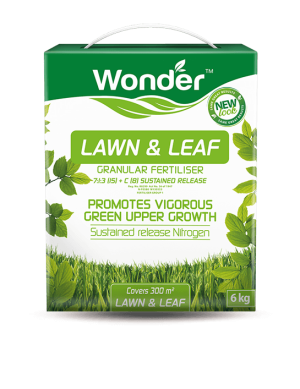 Wonder™
NEW
look
LAWN & LEAF
GRANULAR FERTILISER
7:1:3 (15) + C (8) SUSTAINED RELEASE
PROMOTES VIGOROUS
GREEN UPPER GROWTH
Sustained release Nitrogen
6 kg
Covers 300 m²
LAWN & LEAF